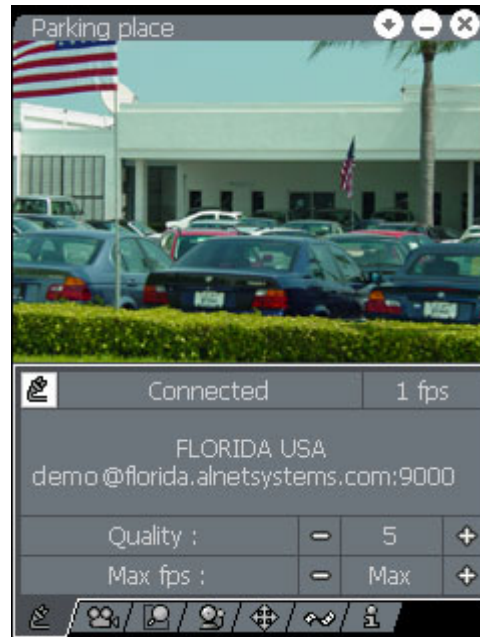 Parking place
Connected
1 fps
FLORIDA USA
demo@florida.alnetsystems.com:9000
Quality :
5
Max fps :
Max